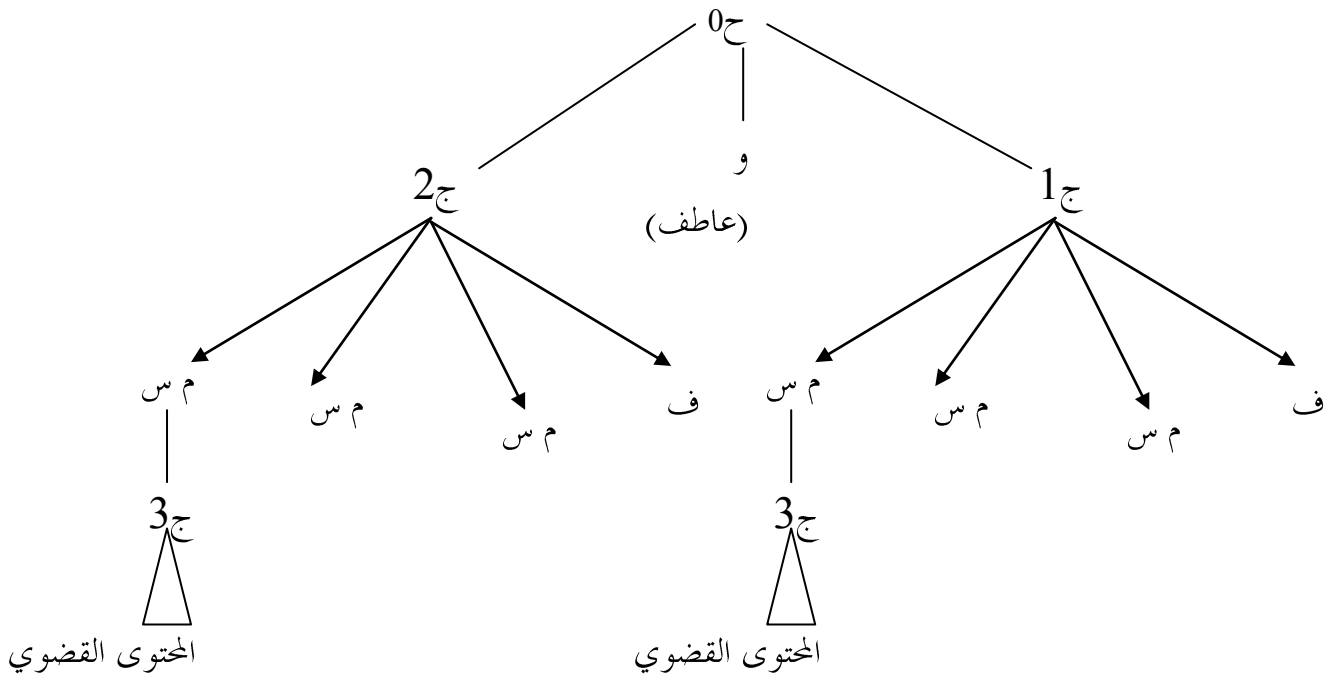 ح0
و
ج1
ج2
(عاطف)
ف
م س
م س
م س
ف
م س
م س
م س
ج3
ج3
المحتوى القضوي
المحتوى القضوي